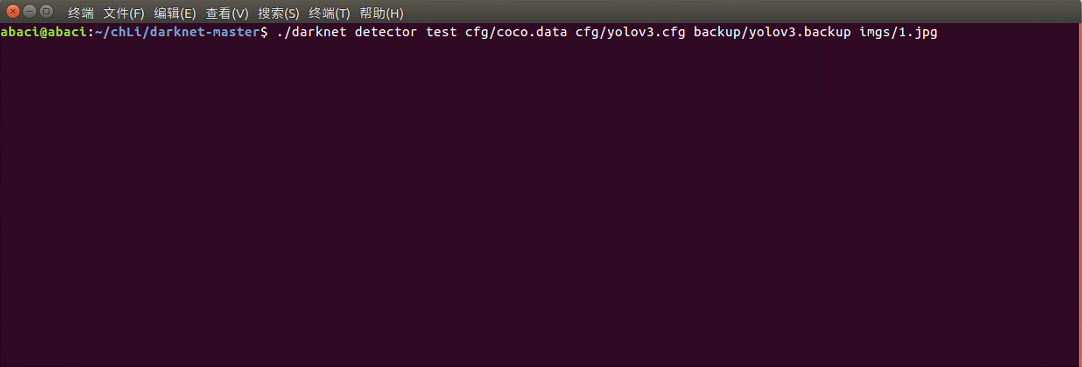 终端 文件(F) 编辑(E) 查看(V) 搜索(S) 终端(T) 帮助(H)
abaci@abaci:~/chLi/darknet-master$ ./darknet detector test cfg/coco.data cfg/yolov3.cfg backup/yolov3.backup imgs/1.jpg